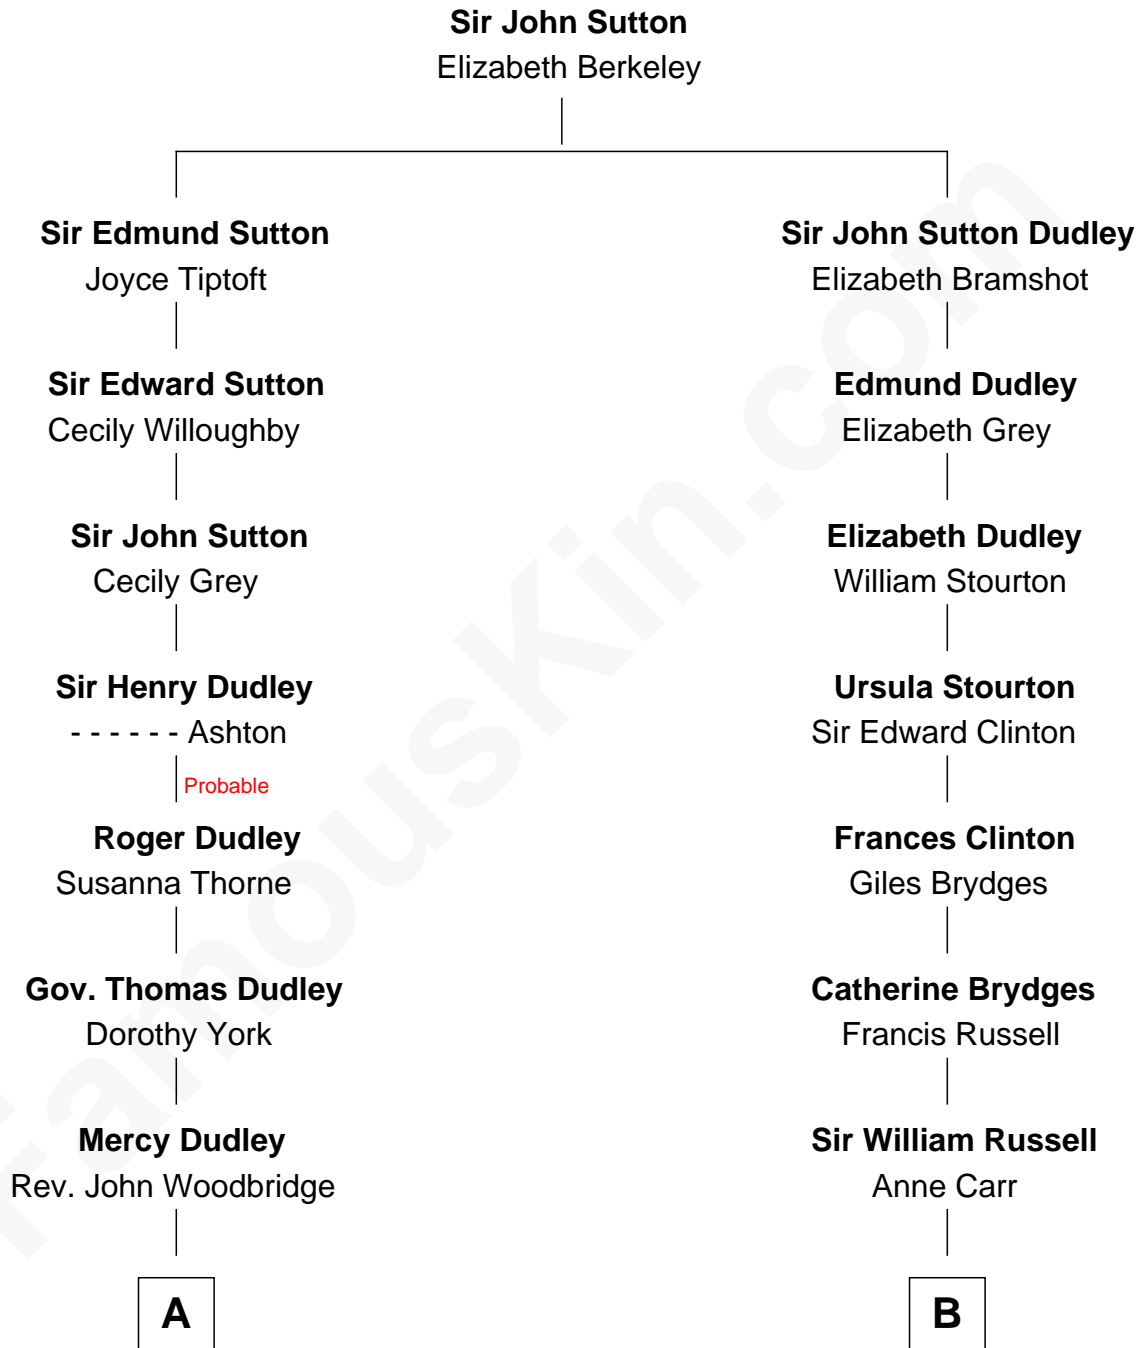 Sir John Sutton
Elizabeth Berkeley
Sir Edmund Sutton
Joyce Tiptoft
Sir Edward Sutton
Cecily Willoughby
Sir John Sutton
Cecily Grey
Sir Henry Dudley
- - - - - - Ashton
Probable
Roger Dudley
Susanna Thorne
Gov. Thomas Dudley
Dorothy York
Mercy Dudley
Rev. John Woodbridge
A
Sir John Sutton Dudley
Elizabeth Bramshot
Edmund Dudley
Elizabeth Grey
Elizabeth Dudley
William Stourton
Ursula Stourton
Sir Edward Clinton
Frances Clinton
Giles Brydges
Catherine Brydges
Francis Russell
Sir William Russell
Anne Carr
B
FamousKin.com